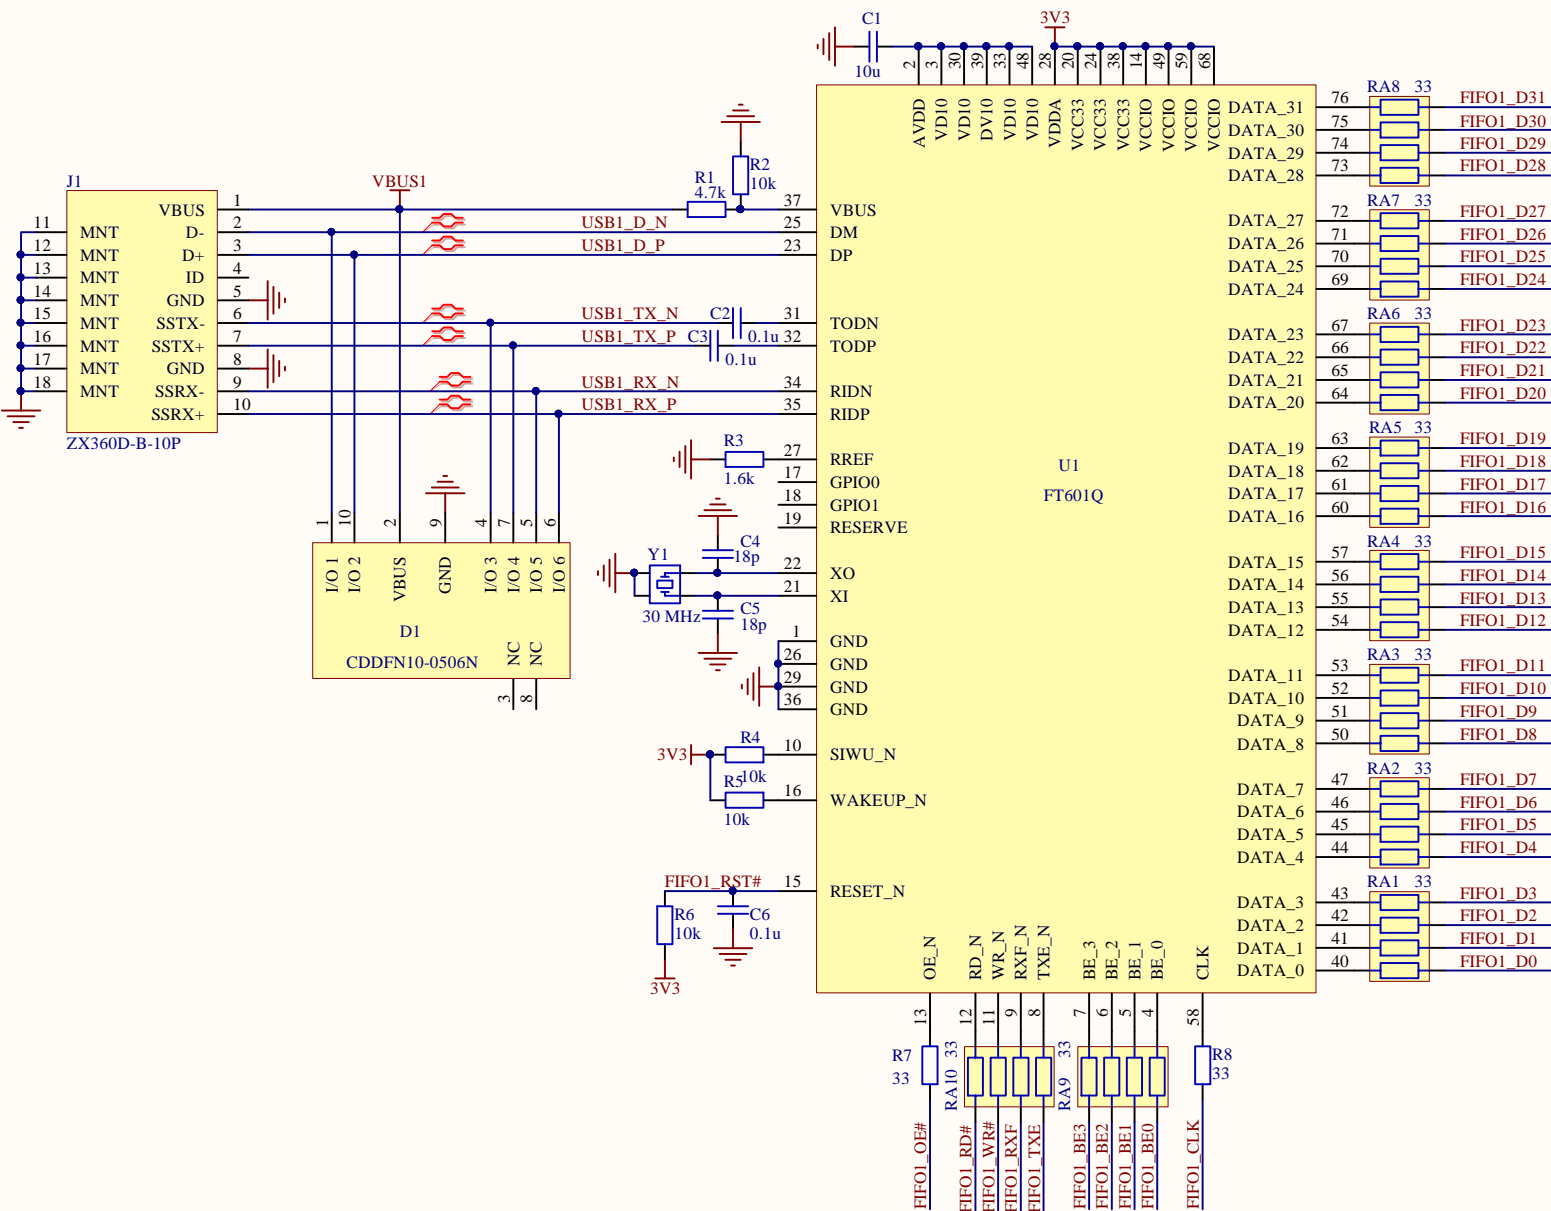 C1
10u
3V3
2
3
30
39
33
48
28
20
24
38
14
49
59
68
AVDD
VD10
VD10
DV10
VD10
VD10
VDDA
VCC33
VCC33
VCC33
VCCIO
VCCIO
VCCIO
VCCIO
J1
VBUS 1
D- 2
D+ 3
ID 4
GND 5
SSTX- 6
SSTX+ 7
GND 8
SSRX- 9
SSRX+ 10
11 MNT
12 MNT
13 MNT
14 MNT
15 MNT
16 MNT
17 MNT
18 MNT
ZX360D-B-10P
VBUS1
USB1_D_N
USB1_D_P
USB1_TX_N
USB1_TX_P
USB1_RX_N
USB1_RX_P
R1
4.7k
R2
10k
C2
0.1u
C3
0.1u
1
10
2
9
4
7
5
6
I/O 1
I/O 2
VBUS
GND
I/O 3
I/O 4
I/O 5
I/O 6
D1
CDDFN10-0506N
NC
NC
3
8
37 VBUS
25 DM
23 DP
31 TODN
32 TODP
34 RIDN
35 RIDP
R3
1.6k
27 RREF
17 GPIO0
18 GPIO1
19 RESERVE
C4
18p
Y1
30 MHz
C5
18p
22 XO
21 XI
1 GND
26 GND
29 GND
36 GND
3V3
R4
10k
10 SIWU_N
R5
10k
16 WAKEUP_N
FIFO1_RST#
15 RESET_N
R6
10k
C6
0.1u
3V3
U1
FT601Q
RA8 33
DATA_31 76 FIFO1_D31
DATA_30 75 FIFO1_D30
DATA_29 74 FIFO1_D29
DATA_28 73 FIFO1_D28
RA7 33
DATA_27 72 FIFO1_D27
DATA_26 71 FIFO1_D26
DATA_25 70 FIFO1_D25
DATA_24 69 FIFO1_D24
RA6 33
DATA_23 67 FIFO1_D23
DATA_22 66 FIFO1_D22
DATA_21 65 FIFO1_D21
DATA_20 64 FIFO1_D20
RA5 33
DATA_19 63 FIFO1_D19
DATA_18 62 FIFO1_D18
DATA_17 61 FIFO1_D17
DATA_16 60 FIFO1_D16
RA4 33
DATA_15 57 FIFO1_D15
DATA_14 56 FIFO1_D14
DATA_13 55 FIFO1_D13
DATA_12 54 FIFO1_D12
RA3 33
DATA_11 53 FIFO1_D11
DATA_10 52 FIFO1_D10
DATA_9 51 FIFO1_D9
DATA_8 50 FIFO1_D8
RA2 33
DATA_7 47 FIFO1_D7
DATA_6 46 FIFO1_D6
DATA_5 45 FIFO1_D5
DATA_4 44 FIFO1_D4
RA1 33
DATA_3 43 FIFO1_D3
DATA_2 42 FIFO1_D2
DATA_1 41 FIFO1_D1
DATA_0 40 FIFO1_D0
OE_N
RD_N
WR_N
RXF_N
TXE_N
BE_3
BE_2
BE_1
BE_0
CLK
13
12
11
9
8
7
6
5
4
58
R7
33
RA10 33
RA9 33
R8
33
FIFO1_OE#
FIFO1_RD#
FIFO1_WR#
FIFO1_RXF
FIFO1_TXE
FIFO1_BE3
FIFO1_BE2
FIFO1_BE1
FIFO1_BE0
FIFO1_CLK